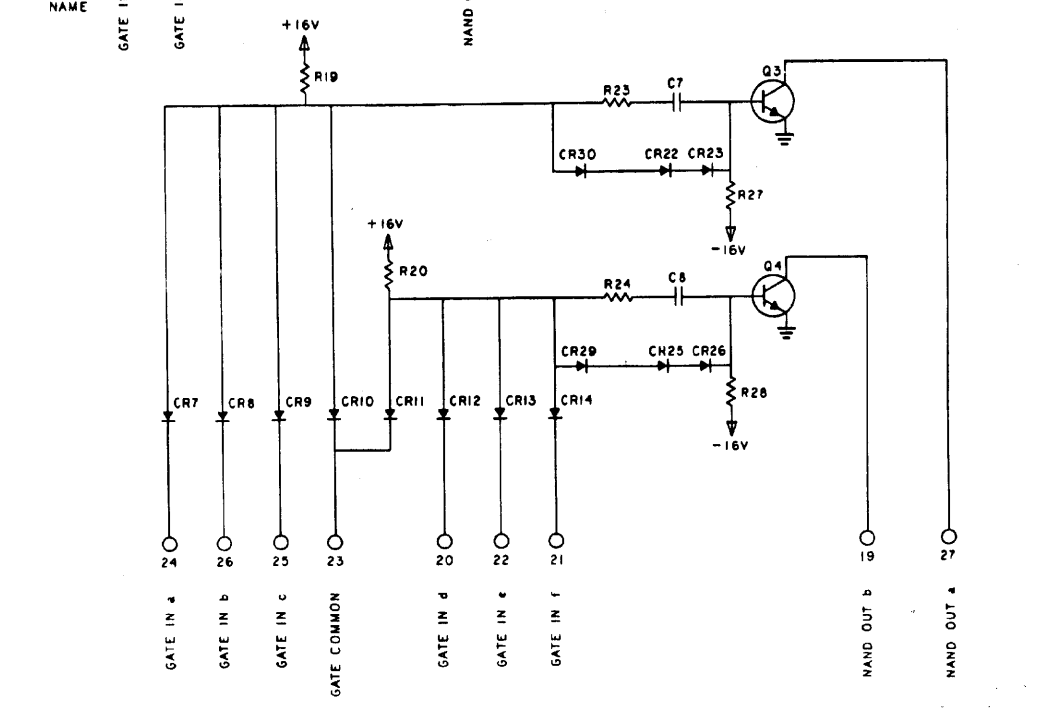 NAME
GATE I
GATE I
NAND
+16V
R19
R23
C7
Q3
CR30
CR22
CR23
R27
-16V
+16V
R20
R24
C8
Q4
CR29
CR25
CR26
R28
-16V
CR7
CR8
CR9
CR10
CR11
CR12
CR13
CR14
24
26
25
23
20
22
21
19
27
GATE IN a
GATE IN b
GATE IN c
GATE COMMON
GATE IN d
GATE IN e
GATE IN f
NAND OUT b
NAND OUT a